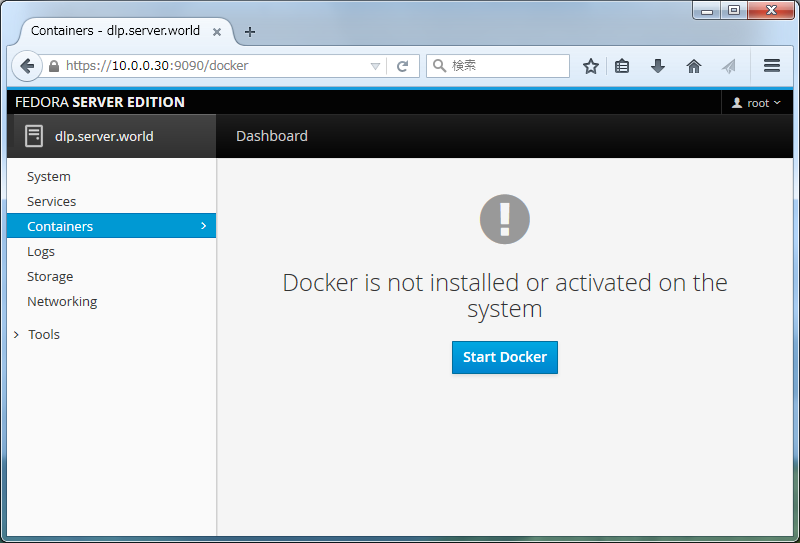 Containers - dlp.server.world
https://10.0.0.30:9090/docker
検索
FEDORA SERVER EDITION
root
dlp.server.world
Dashboard
System
Services
Containers
Logs
Storage
Networking
Tools
Docker is not installed or activated on the
system
Start Docker